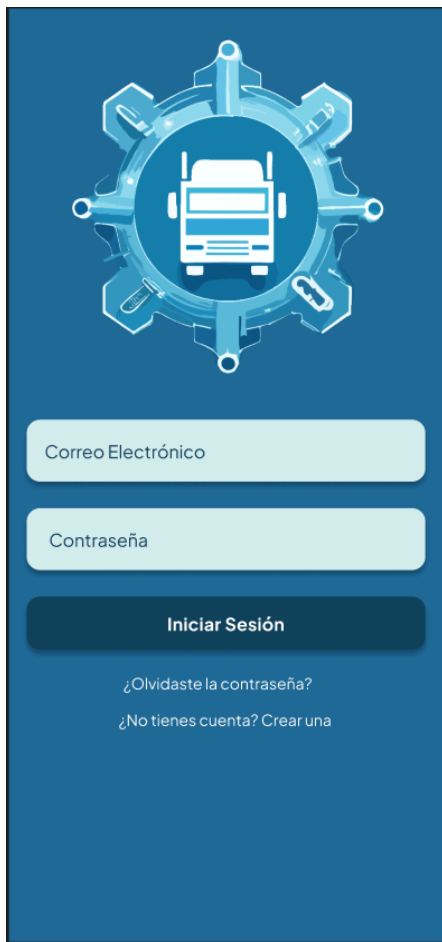 Correo Electrónico
Contraseña
Iniciar Sesión
¿Olvidaste la contraseña?
¿No tienes cuenta? Crear una